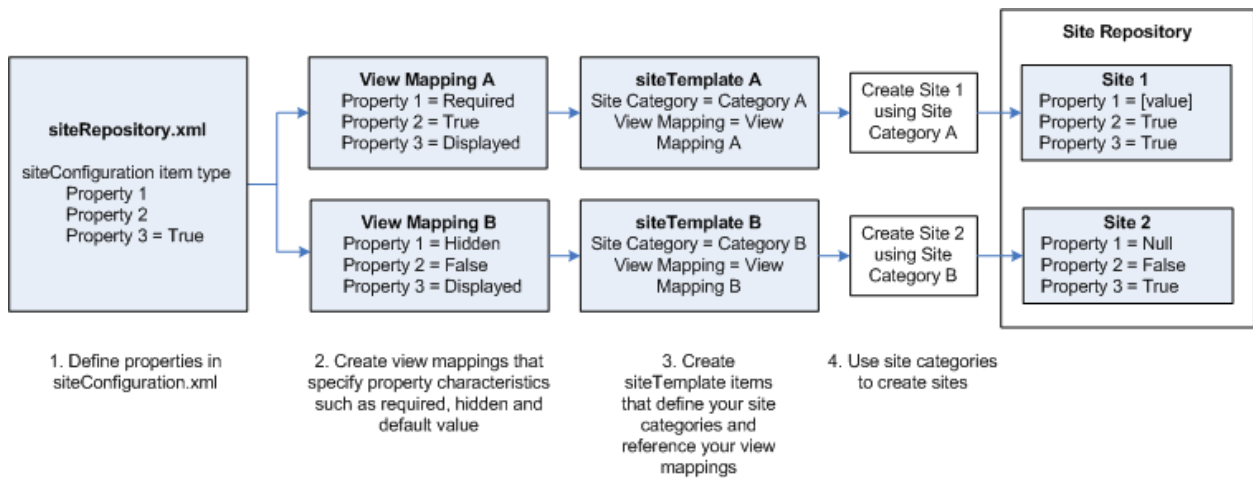 siteRepository.xml
siteConfiguration item type
Property 1
Property 2
Property 3 = True
View Mapping A
Property 1 = Required
Property 2 = True
Property 3 = Displayed
View Mapping B
Property 1 = Hidden
Property 2 = False
Property 3 = Displayed
siteTemplate A
Site Category = Category A
View Mapping = View
Mapping A
siteTemplate B
Site Category = Category B
View Mapping = View
Mapping B
Create Site 1
using Site
Category A
Create Site 2
using Site
Category B
Site Repository
Site 1
Property 1 = [value]
Property 2 = True
Property 3 = True
Site 2
Property 1 = Null
Property 2 = False
Property 3 = True
1. Define properties in
siteConfiguration.xml
2. Create view mappings that
specify property characteristics
such as required, hidden and
default value
3. Create
siteTemplate items
that define your site
categories and
reference your view
mappings
4. Use site categories
to create sites